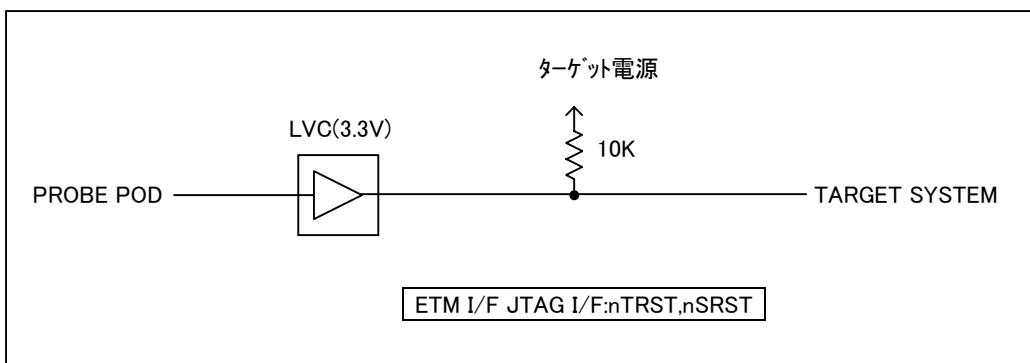 ﾀｰｹﾞｯﾄ電源
LVC(3.3V)
10K
PROBE POD
TARGET SYSTEM
ETM I/F JTAG I/F:nTRST,nSRST